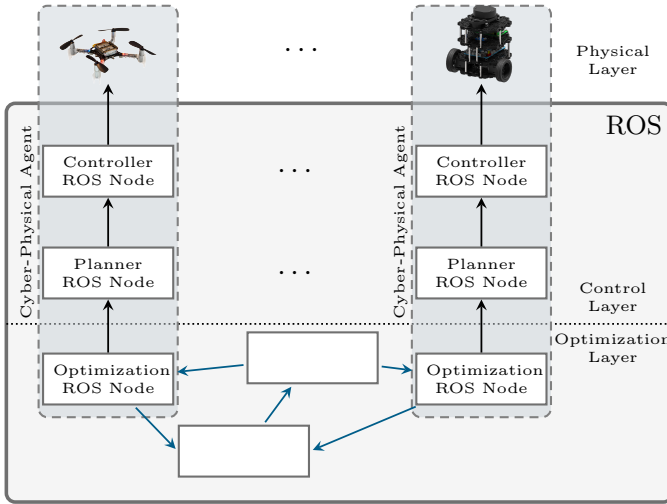 ...
Physical
Layer
ROS
Cyber-Physical Agent
Controller
ROS Node
...
Cyber-Physical Agent
Controller
ROS Node
Planner
ROS Node
...
Planner
ROS Node
Control
Layer
Optimization
Layer
Optimization
ROS Node
Optimization
ROS Node